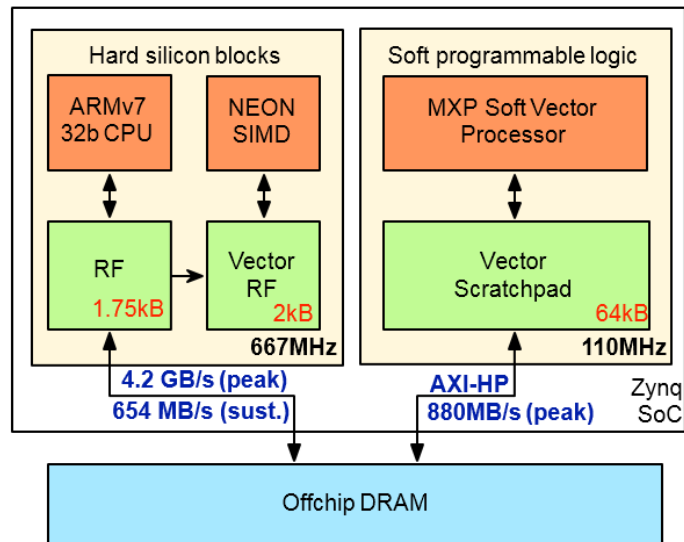 Hard silicon blocks
ARMv7
32b CPU
NEON
SIMD
RF
1.75kB
Vector
RF
2kB
667MHz
Soft programmable logic
MXP Soft Vector
Processor
Vector
Scratchpad
64kB
110MHz
4.2 GB/s (peak)
654 MB/s (sust.)
AXI-HP
880MB/s (peak)
Zynq
SoC
Offchip DRAM